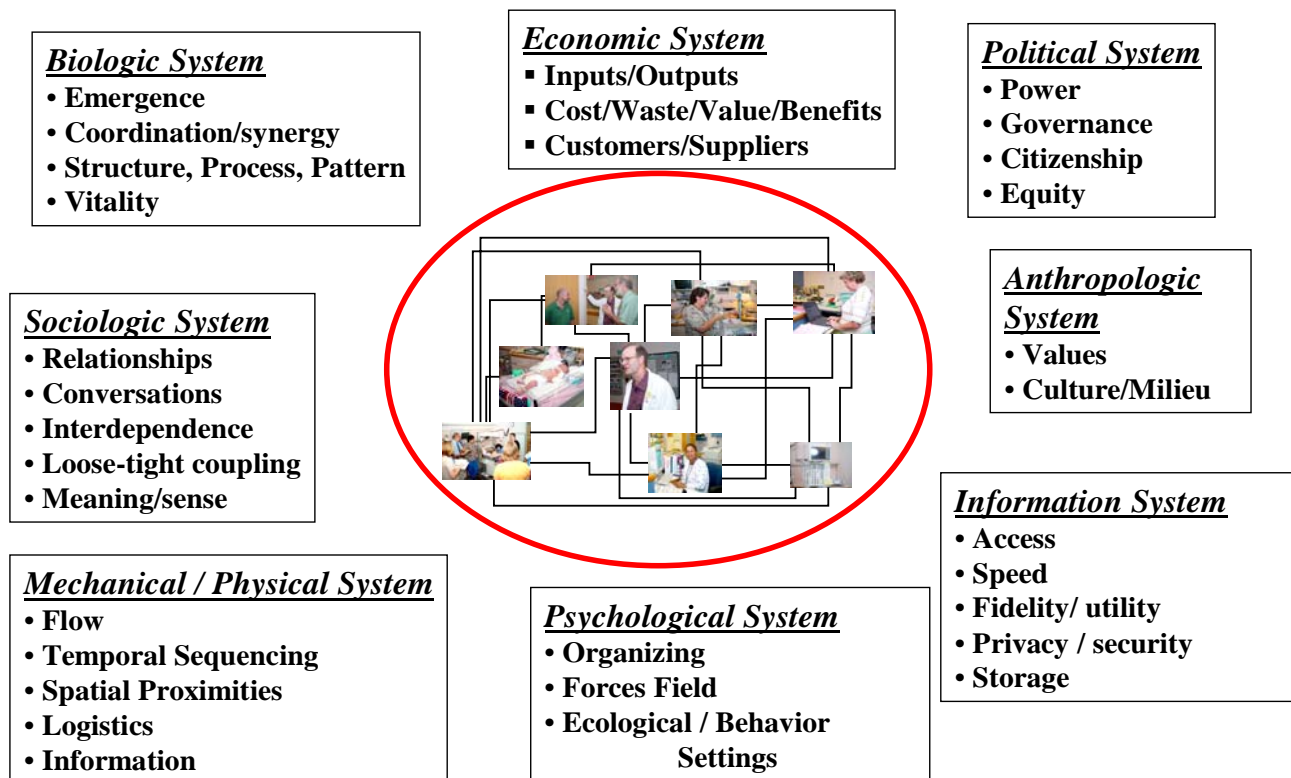 Biologic System
• Emergence
• Coordination/synergy
• Structure, Process, Pattern
• Vitality
Economic System
▪ Inputs/Outputs
▪ Cost/Waste/Value/Benefits
▪ Customers/Suppliers
Political System
• Power
• Governance
• Citizenship
• Equity
Sociologic System
• Relationships
• Conversations
• Interdependence
• Loose-tight coupling
• Meaning/sense
Anthropologic
System
• Values
• Culture/Milieu
Mechanical / Physical System
• Flow
• Temporal Sequencing
• Spatial Proximities
• Logistics
• Information
Psychological System
• Organizing
• Forces Field
• Ecological / Behavior
Settings
Information System
• Access
• Speed
• Fidelity/ utility
• Privacy / security
• Storage